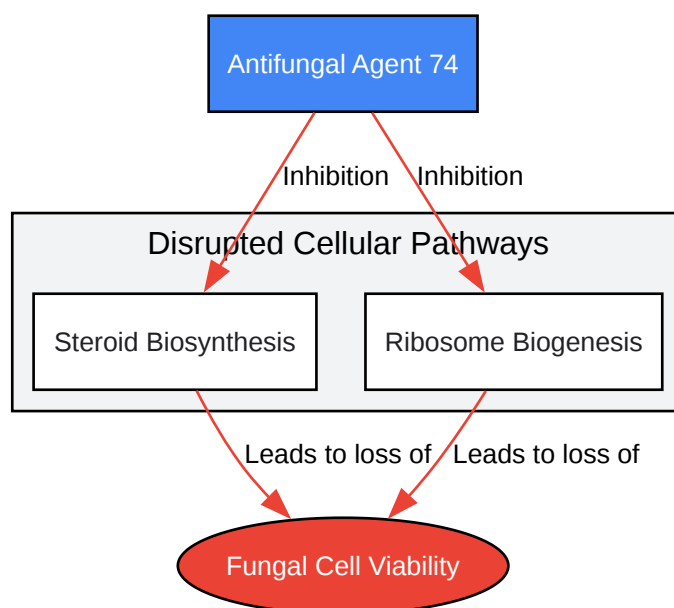 Antifungal Agent 74
Inhibition
Inhibition
Disrupted Cellular Pathways
Steroid Biosynthesis
Ribosome Biogenesis
Leads to loss of
Leads to loss of
Fungal Cell Viability